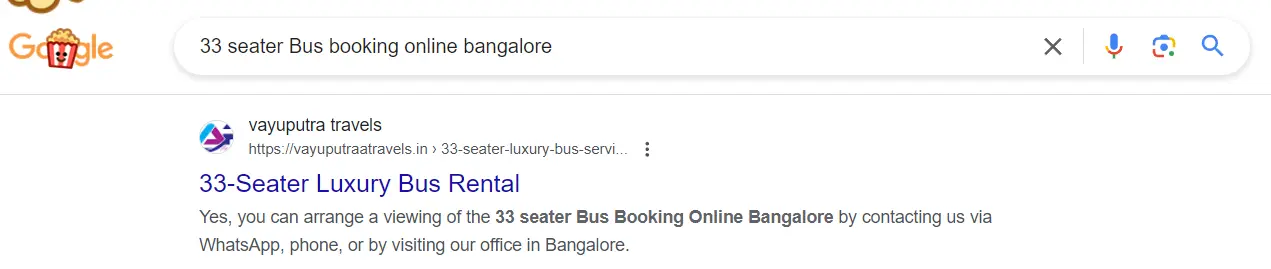 Google
33 seater Bus booking online bangalore
vayuputra travels
https://vayuputraatravels.in › 33-seater-luxury-bus-servi...
33-Seater Luxury Bus Rental
Yes, you can arrange a viewing of the 33 seater Bus Booking Online Bangalore by contacting us via
WhatsApp, phone, or by visiting our office in Bangalore.